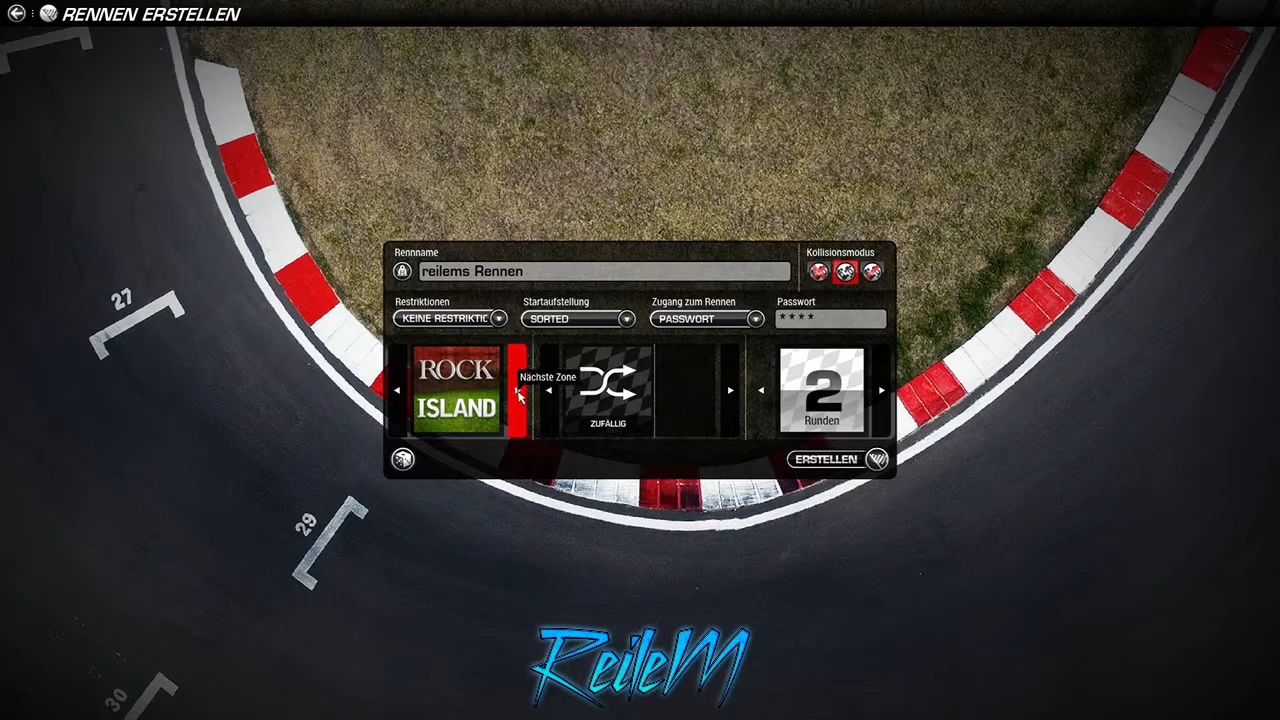 RENNEN ERSTELLEN
Rennname
Kollisionsmodus
reilems Rennen
Restriktionen
Startaufstellung
Zugang zum Rennen
Passwort
KEINE RESTRIKTIC
SORTED
PASSWORT
* * * *
ROCK
ISLAND
Nächste Zone
ZUFÄLLIG
2
Runden
ERSTELLEN
27
29
30
ReileM